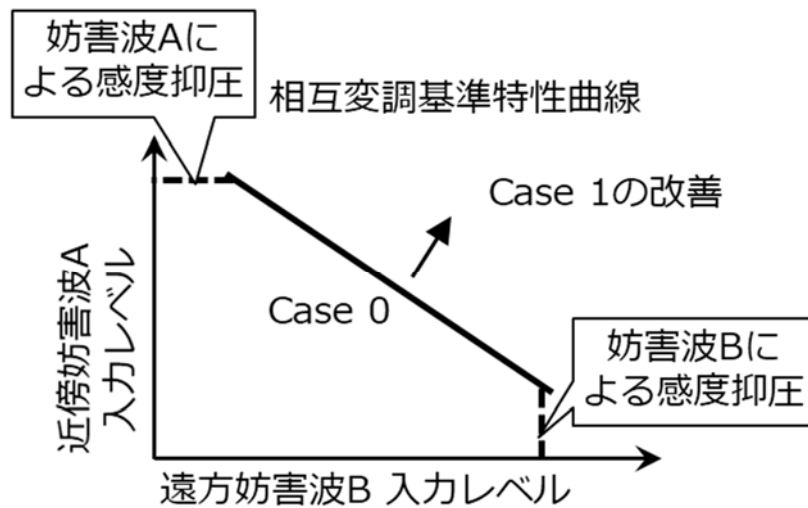 妨害波Aに
よる感度抑圧
相互変調基準特性曲線
Case 1の改善
近傍妨害波A
入力レベル
Case 0
妨害波Bに
よる感度抑圧
遠方妨害波B 入力レベル